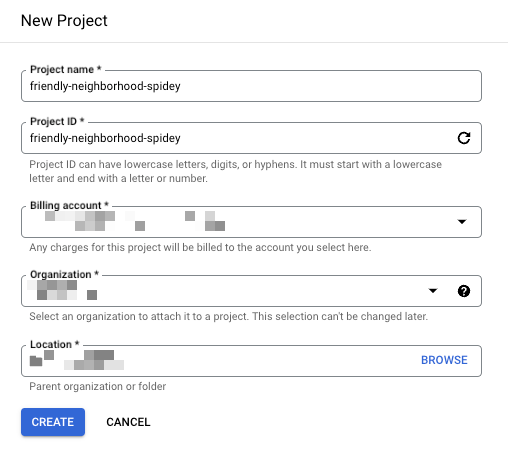 New Project
Project name *
friendly-neighborhood-spidey
Project ID *
friendly-neighborhood-spidey
Project ID can have lowercase letters, digits, or hyphens. It must start with a lowercase
letter and end with a letter or number.
Billing account *
Any charges for this project will be billed to the account you select here.
Organization *
Select an organization to attach it to a project. This selection can't be changed later.
Location *
BROWSE
Parent organization or folder
CREATE CANCEL